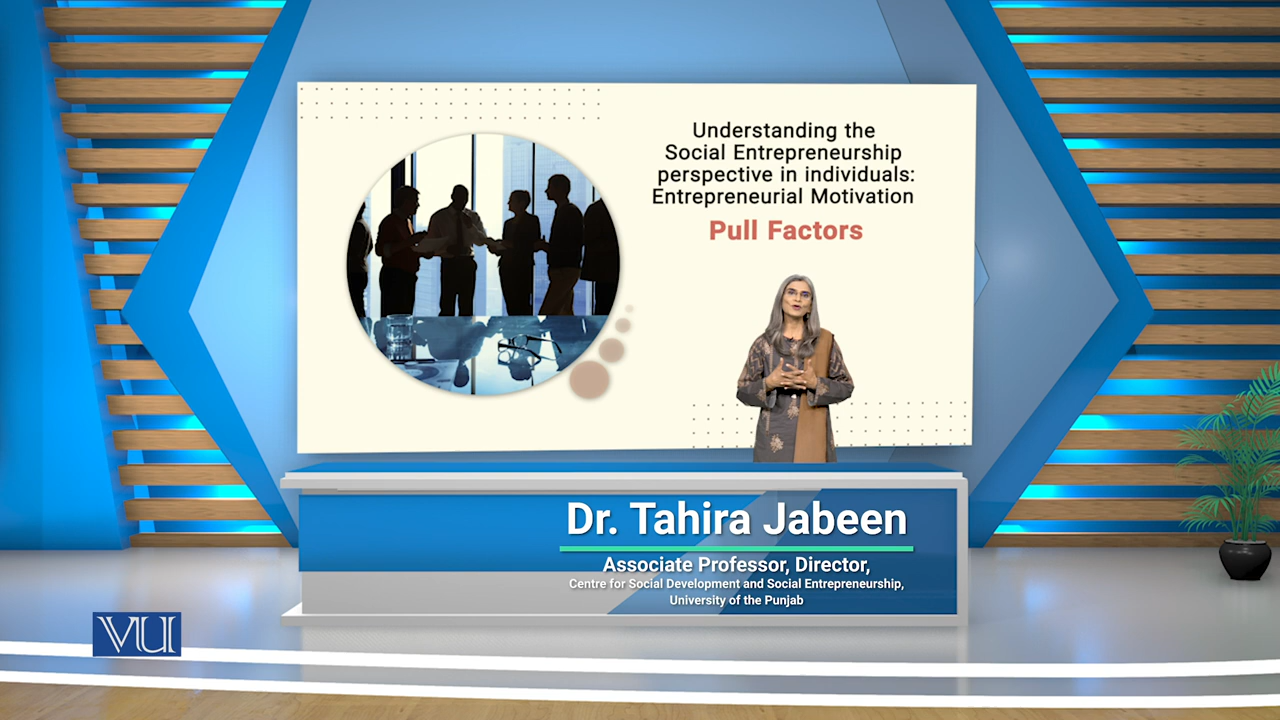 Understanding the
Social Entrepreneurship
perspective in individuals:
Entrepreneurial Motivation
Pull Factors
Dr. Tahira Jabeen
Associate Professor, Director,
Centre for Social Development and Social Entrepreneurship,
University of the Punjab
VU